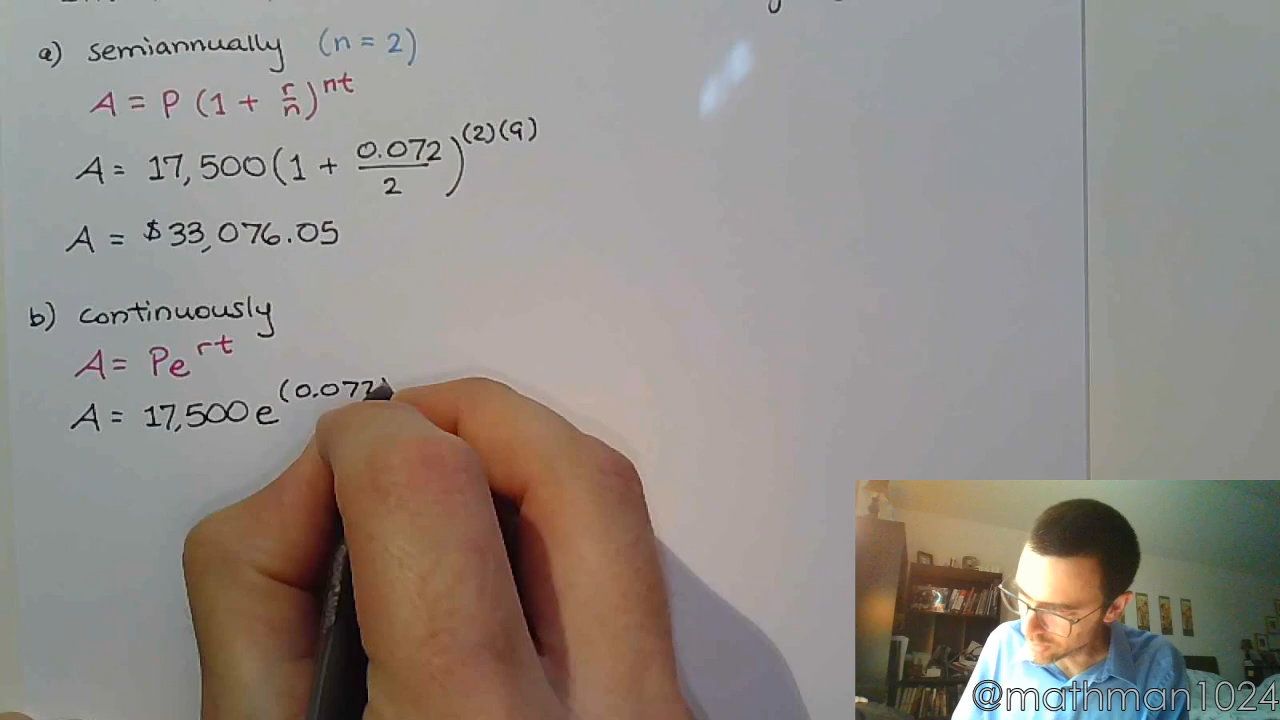 a) semiannually (n = 2)
A = P (1 + r/n)^nt
A = 17,500 (1 + 0.072/2)^(2)(9)
A = $33,076.05
b) continuously
A = Pe^rt
A = 17,500 e^(0.072)
@mathman1024